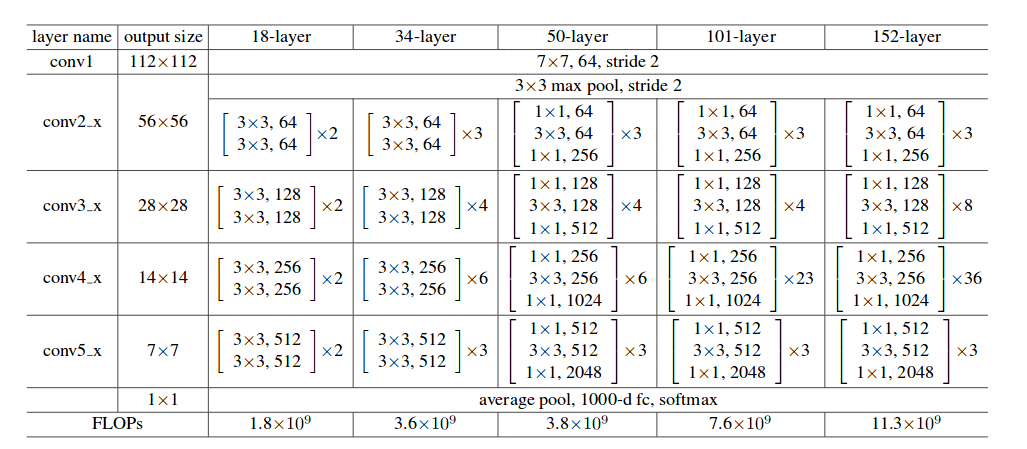 layer name output size 18-layer 34-layer 50-layer 101-layer 152-layer
conv1 112×112 7×7, 64, stride 2
3×3 max pool, stride 2
conv2_x 56×56 [3×3, 64 3×3, 64]×2 [3×3, 64 3×3, 64]×3 [1×1, 64 3×3, 64 1×1, 256]×3 [1×1, 64 3×3, 64 1×1, 256]×3 [1×1, 64 3×3, 64 1×1, 256]×3
conv3_x 28×28 [3×3, 128 3×3, 128]×2 [3×3, 128 3×3, 128]×4 [1×1, 128 3×3, 128 1×1, 512]×4 [1×1, 128 3×3, 128 1×1, 512]×4 [1×1, 128 3×3, 128 1×1, 512]×8
conv4_x 14×14 [3×3, 256 3×3, 256]×2 [3×3, 256 3×3, 256]×6 [1×1, 256 3×3, 256 1×1, 1024]×6 [1×1, 256 3×3, 256 1×1, 1024]×23 [1×1, 256 3×3, 256 1×1, 1024]×36
conv5_x 7×7 [3×3, 512 3×3, 512]×2 [3×3, 512 3×3, 512]×3 [1×1, 512 3×3, 512 1×1, 2048]×3 [1×1, 512 3×3, 512 1×1, 2048]×3 [1×1, 512 3×3, 512 1×1, 2048]×3
1×1 average pool, 1000-d fc, softmax
FLOPs 1.8×10⁹ 3.6×10⁹ 3.8×10⁹ 7.6×10⁹ 11.3×10⁹